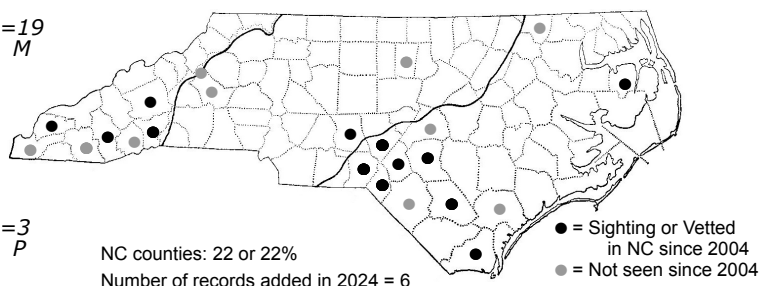 =19
M
=3
P
NC counties: 22 or 22%
Number of records added in 2024 = 6
● = Sighting or Vetted
in NC since 2004
● = Not seen since 2004